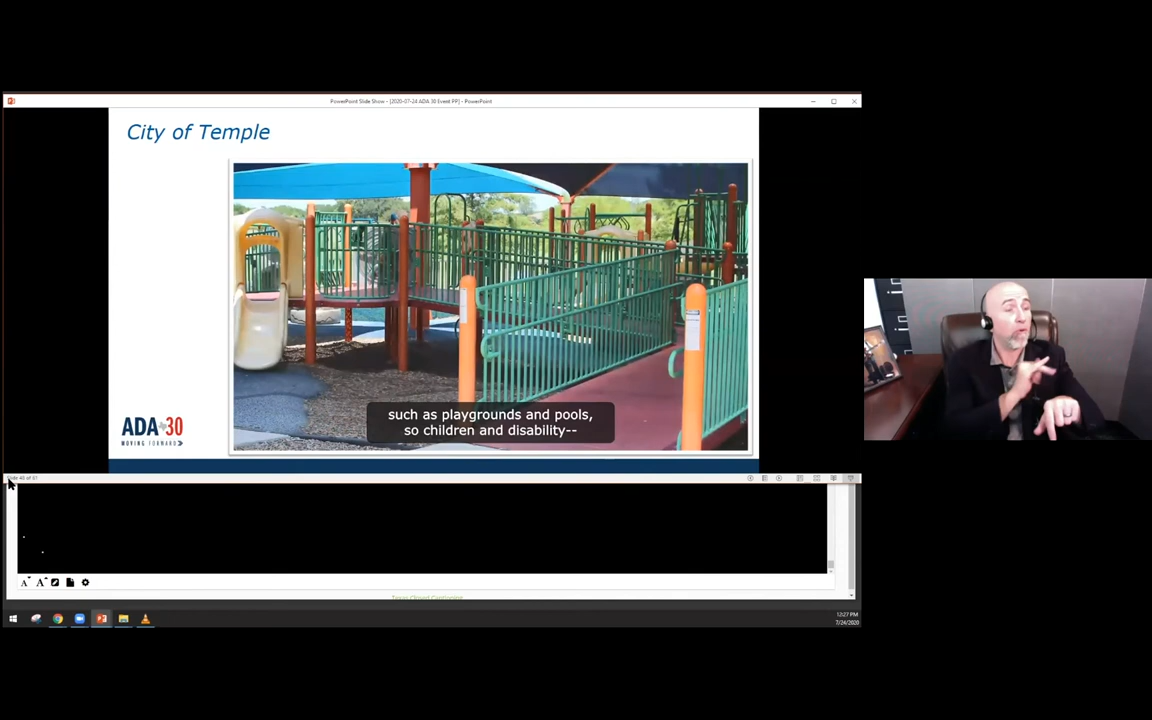 PowerPoint Slide Show - [2020-07-24 ADA 30 Event PP] - PowerPoint
City of Temple
such as playgrounds and pools,
so children and disability--
ADA 30
MOVING FORWARD
A A
Texas Closed Captioning
12:27 PM
7/24/2020